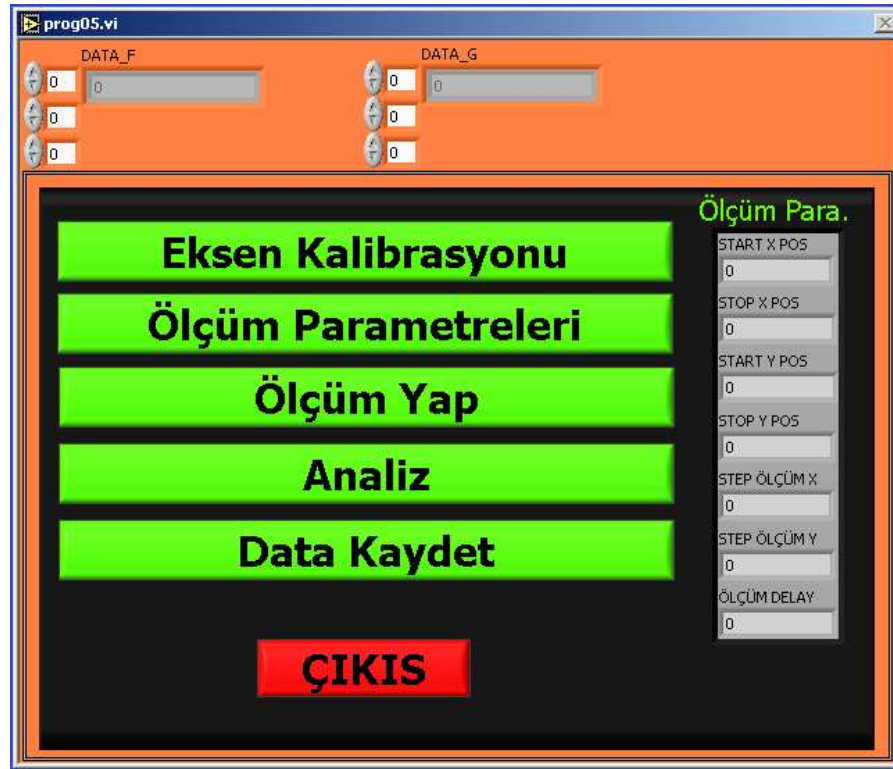 prog05.vi
DATA_F
DATA_G
0
0
0
0
0
0
0
0
Ölçüm Para.
Eksen Kalibrasyonu
Ölçüm Parametreleri
Ölçüm Yap
Analiz
Data Kaydet
ÇIKIS
START X POS
0
STOP X POS
0
START Y POS
0
STOP Y POS
0
STEP ÖLÇÜM X
0
STEP ÖLÇÜM Y
0
ÖLÇÜM DELAY
0